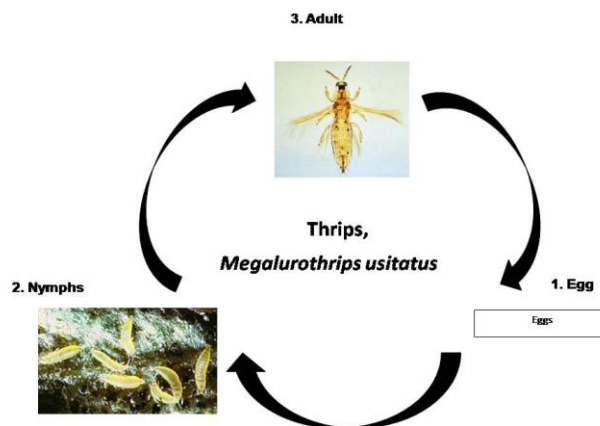 3. Adult
Thrips,
Megalurothrips usitatus
2. Nymphs
1. Egg
Eggs